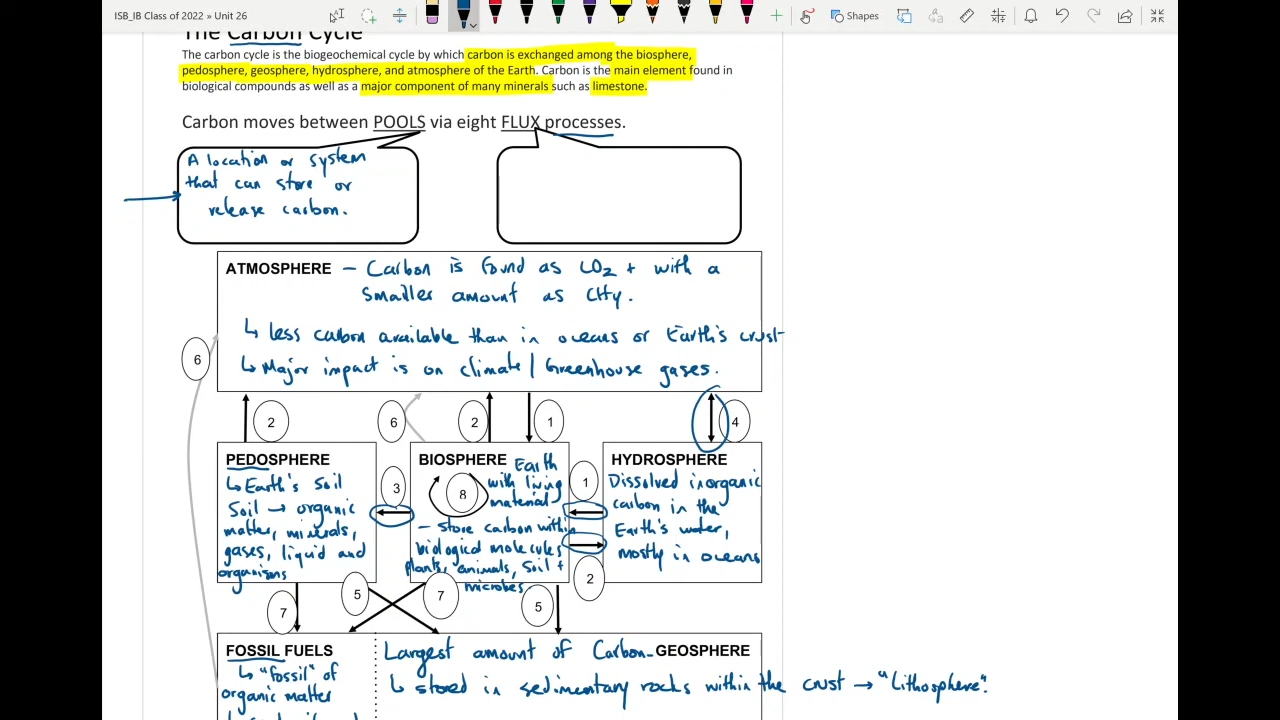 ISB_IB Class of 2022 » Unit 26
Shapes
The Carbon Cycle
The carbon cycle is the biogeochemical cycle by which carbon is exchanged among the biosphere,
pedosphere, geosphere, hydrosphere, and atmosphere of the Earth. Carbon is the main element found in
biological compounds as well as a major component of many minerals such as limestone.
Carbon moves between POOLS via eight FLUX processes.
A location or system
that can store or
release carbon.
ATMOSPHERE - Carbon is found as CO2 + with a
smaller amount as CH4.
↳ less carbon available than in oceans or Earth's crust
↳ Major impact is on climate / Greenhouse gases.
6
2
6
2
1
4
PEDOSPHERE
↳ Earth's Soil
Soil → organic
matter, minerals,
gases, liquid and
organisms
3
BIOSPHERE Earth
with living
material
8
- store carbon within
biological molecules
plants, animals, soil +
microbes
1
2
HYDROSPHERE
Dissolved inorganic
carbon in the
Earth's water,
mostly in oceans
7
5
7
5
FOSSIL FUELS
↳ "fossil" of
organic matter
Largest amount of Carbon - GEOSPHERE
↳ stored in sedimentary rocks within the crust → "Lithosphere".